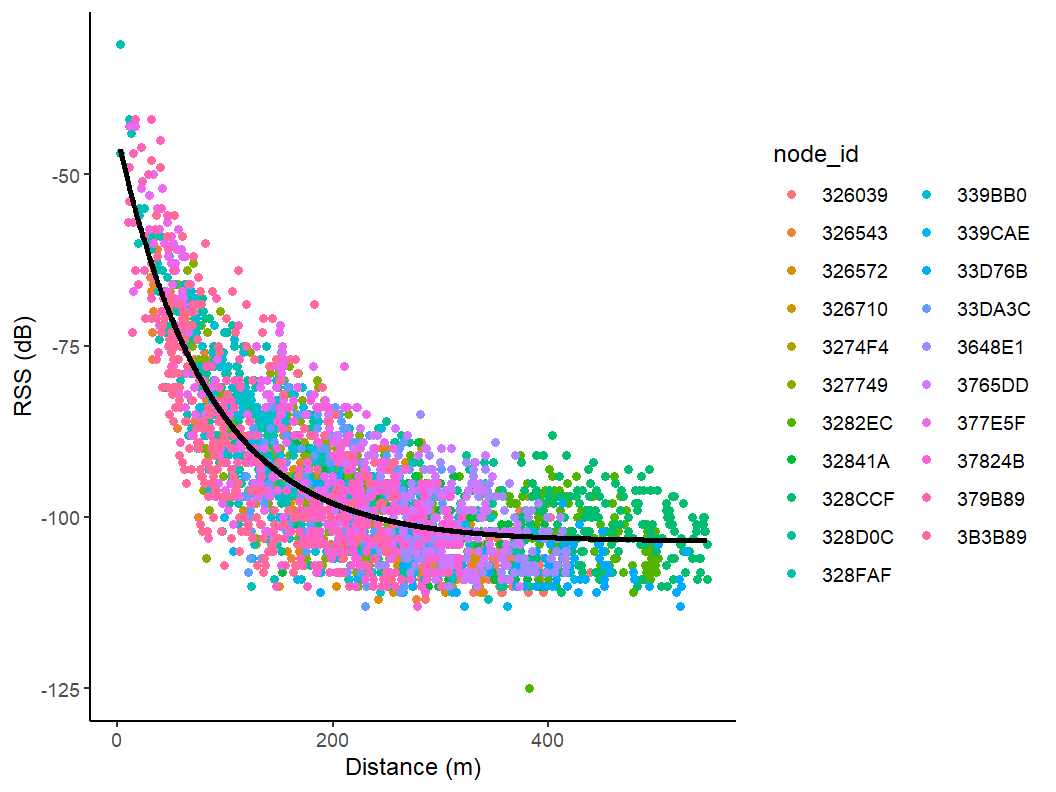 -50
-75
-100
-125
RSS (dB)
0
200
400
Distance (m)
node_id
326039
326543
326572
326710
3274F4
327749
3282EC
32841A
328CCF
328D0C
328FAF
339BB0
339CAE
33D76B
33DA3C
3648E1
3765DD
377E5F
37824B
379B89
3B3B89